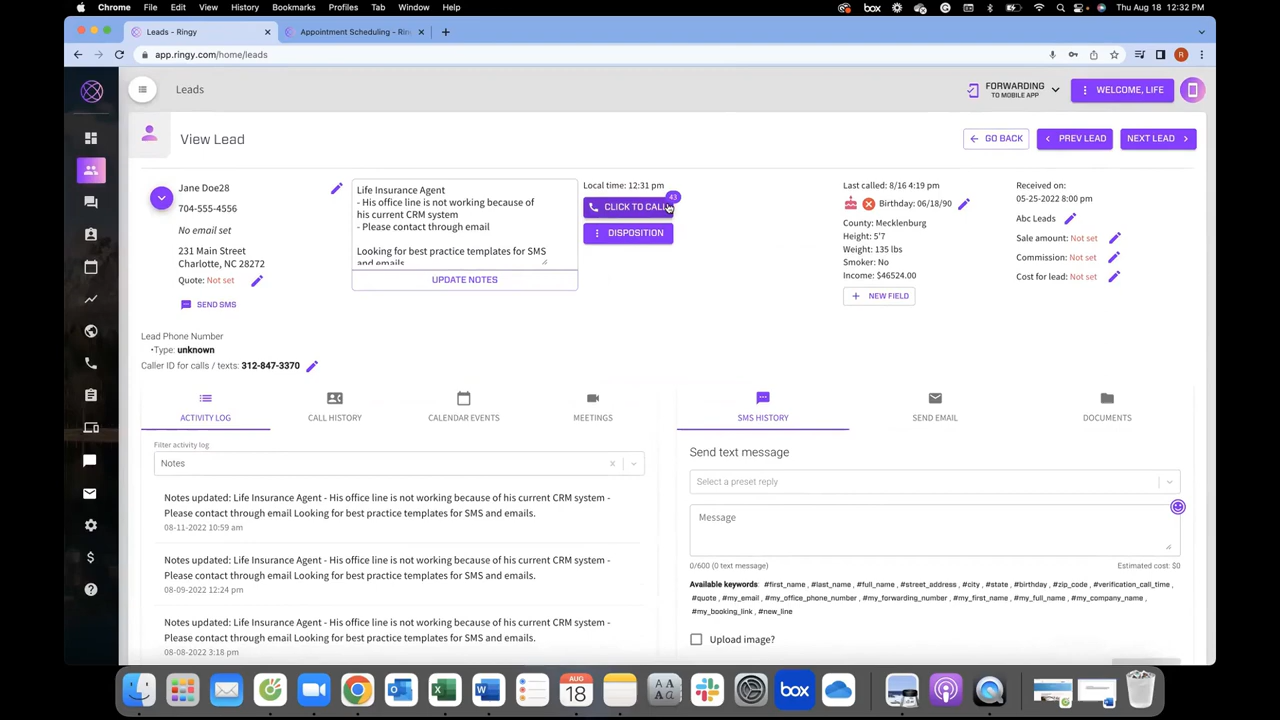 Chrome File Edit View History Bookmarks Profiles Tab Window Help
box
Thu Aug 18 12:32 PM
Leads - Ringy
Appointment Scheduling - Rin
app.ringy.com/home/leads
R
Leads
FORWARDING
TO MOBILE APP
WELCOME, LIFE
View Lead
GO BACK
PREV LEAD
NEXT LEAD
Jane Doe28
704-555-4556
No email set
231 Main Street
Charlotte, NC 28272
Quote: Not set
SEND SMS
Life Insurance Agent
- His office line is not working because of
his current CRM system
- Please contact through email
Looking for best practice templates for SMS
and emails.
UPDATE NOTES
Local time: 12:31 pm
43
CLICK TO CALL
DISPOSITION
Last called: 8/16 4:19 pm
Birthday: 06/18/90
County: Mecklenburg
Height: 5'7
Weight: 135 lbs
Smoker: No
Income: $46524.00
NEW FIELD
Received on:
05-25-2022 8:00 pm
Abc Leads
Sale amount: Not set
Commission: Not set
Cost for lead: Not set
Lead Phone Number
•Type: unknown
Caller ID for calls / texts: 312-847-3370
ACTIVITY LOG
CALL HISTORY
CALENDAR EVENTS
MEETINGS
Filter activity log
Notes
Notes updated: Life Insurance Agent - His office line is not working because of his current CRM system -
Please contact through email Looking for best practice templates for SMS and emails.
08-11-2022 10:59 am
Notes updated: Life Insurance Agent - His office line is not working because of his current CRM system -
Please contact through email Looking for best practice templates for SMS and emails.
08-09-2022 12:24 pm
Notes updated: Life Insurance Agent - His office line is not working because of his current CRM system -
Please contact through email Looking for best practice templates for SMS and emails.
08-08-2022 3:18 pm
SMS HISTORY
SEND EMAIL
DOCUMENTS
Send text message
Select a preset reply
Message
0/600 (0 text message)
Estimated cost: $0
Available keywords: #first_name , #last_name , #full_name , #street_address , #city , #state , #birthday , #zip_code , #verification_call_time ,
#quote , #my_email , #my_office_phone_number , #my_forwarding_number , #my_first_name , #my_full_name , #my_company_name ,
#my_booking_link , #new_line
Upload image?
AUG
18
box